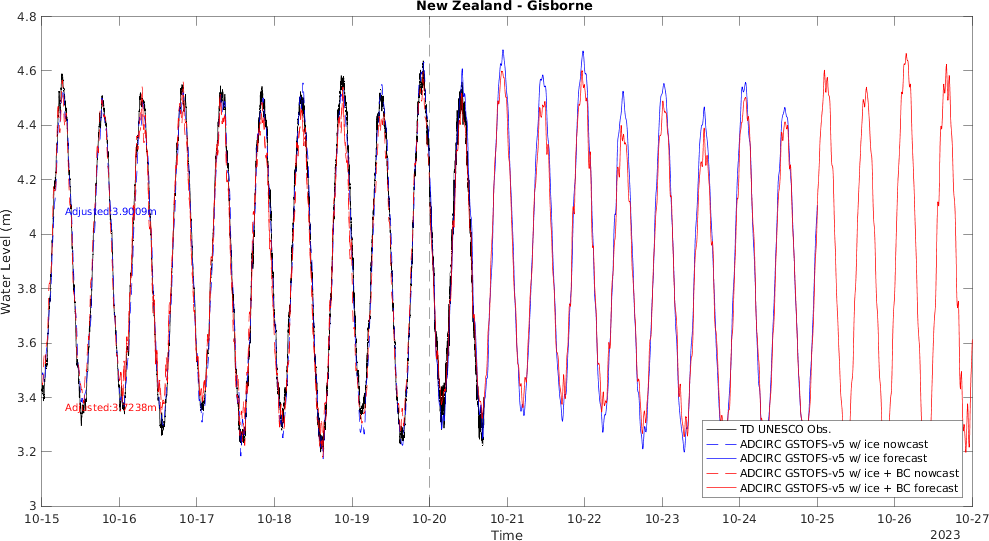 New Zealand - Gisborne
4.8
4.6
4.4
4.2
4
3.8
3.6
3.4
3.2
3
Water Level (m)
Adjusted:3.9009m
TD UNESCO Obs.
ADCIRC GSTOFS-v5 w/ ice nowcast
ADCIRC GSTOFS-v5 w/ ice forecast
ADCIRC GSTOFS-v5 w/ ice + BC nowcast
ADCIRC GSTOFS-v5 w/ ice + BC forecast
10-15
10-16
10-17
10-18
10-19
10-20
10-21
10-22
10-23
10-24
10-25
10-26
10-27
Time
2023